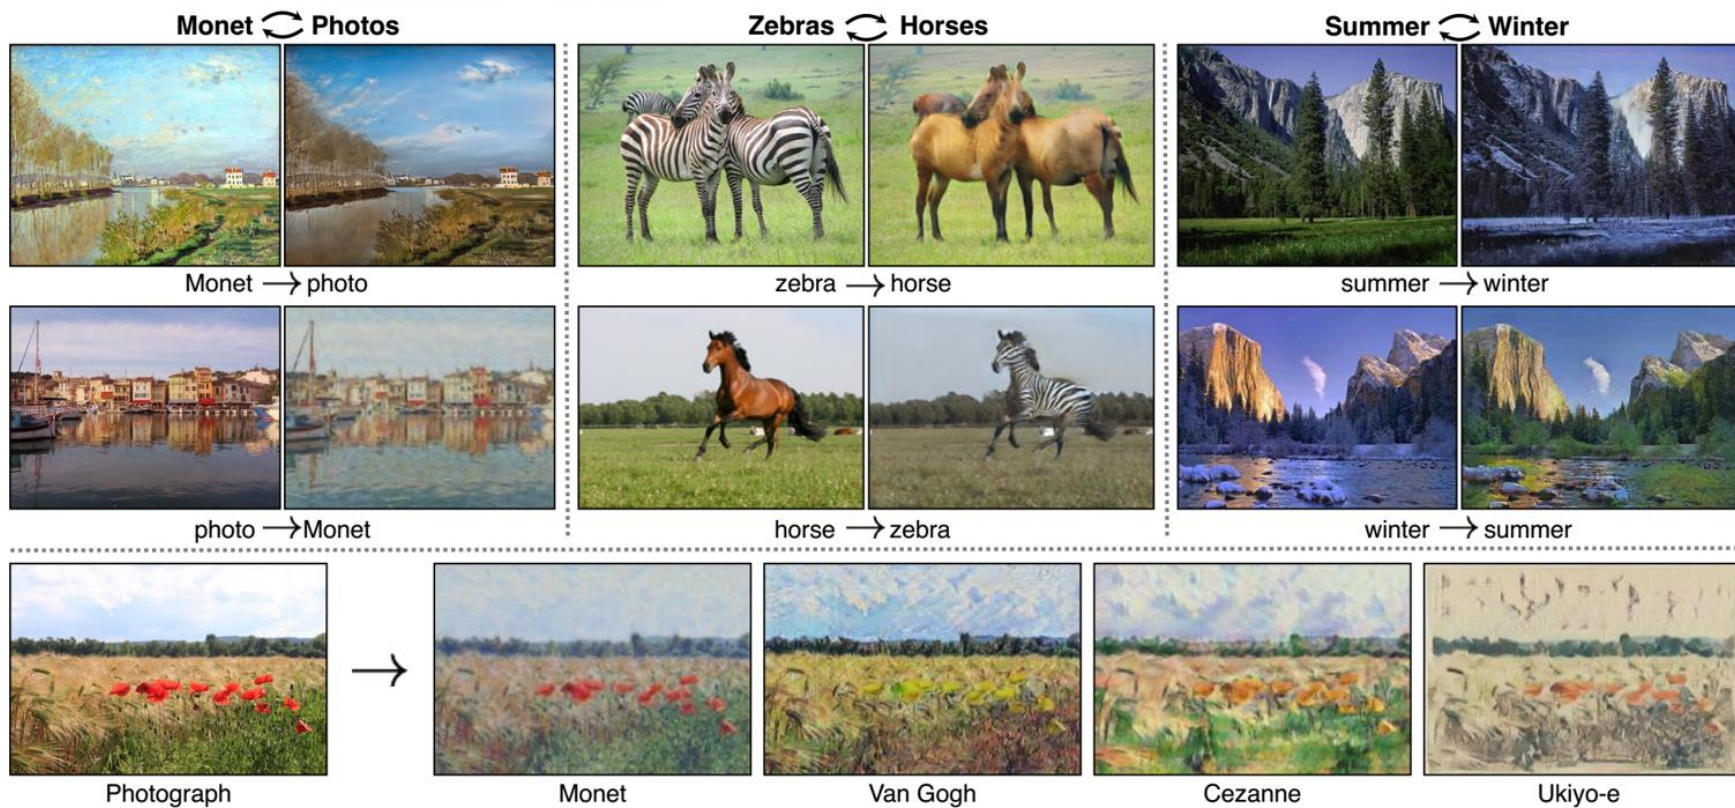 Monet Photos
Zebras Horses
Summer Winter
Monet → photo
zebra → horse
summer → winter
photo → Monet
horse → zebra
winter → summer
Photograph
Monet
Van Gogh
Cezanne
Ukiyo-e